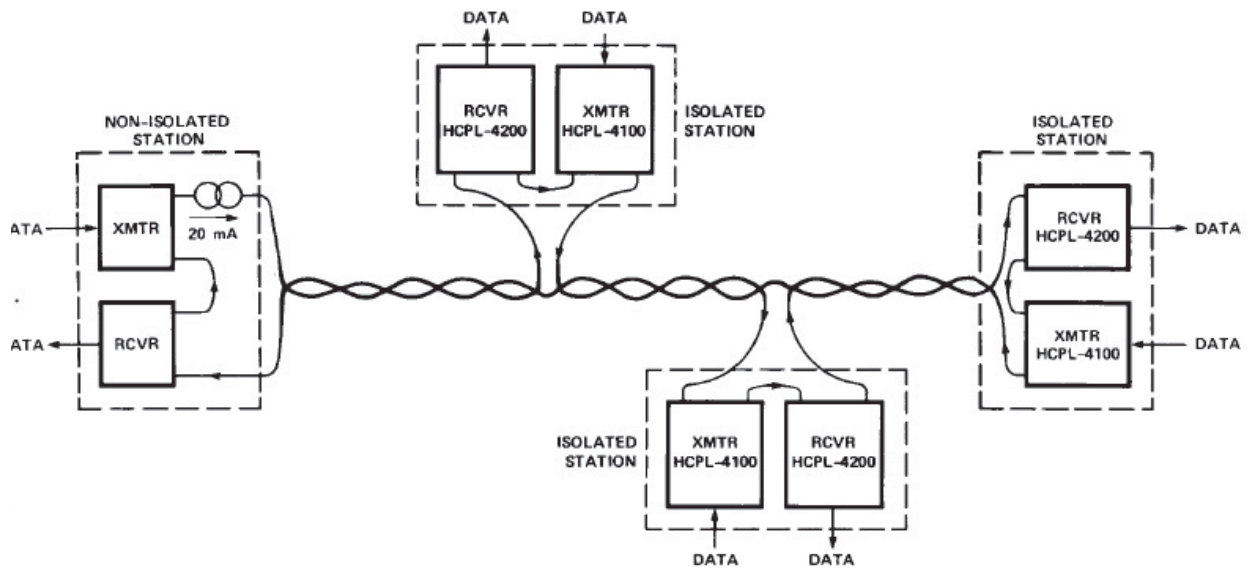 DATA
DATA
RCVR
HCPL-4200
XMTR
HCPL-4100
ISOLATED
STATION
NON-ISOLATED
STATION
ISOLATED
STATION
XMTR
20 mA
ATA
RCVR
HCPL-4200
DATA
RCVR
ATA
XMTR
HCPL-4100
DATA
ISOLATED
STATION
XMTR
HCPL-4100
RCVR
HCPL-4200
DATA
DATA